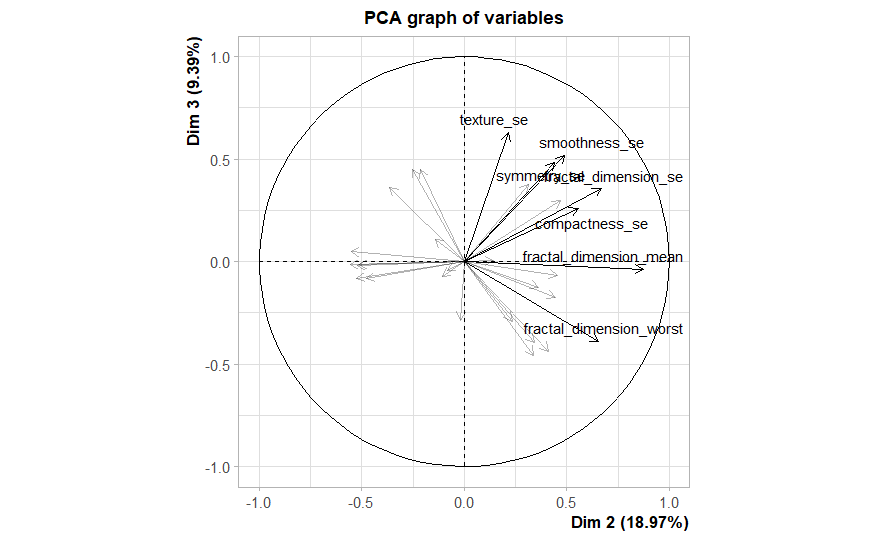 PCA graph of variables
Dim 3 (9.39%)
1.0
0.5
0.0
-0.5
-1.0
texture_se
smoothness_se
symmetry_se
fractal_dimension_se
compactness_se
fractal_dimension_mean
fractal_dimension_worst
-1.0
-0.5
0.0
0.5
1.0
Dim 2 (18.97%)